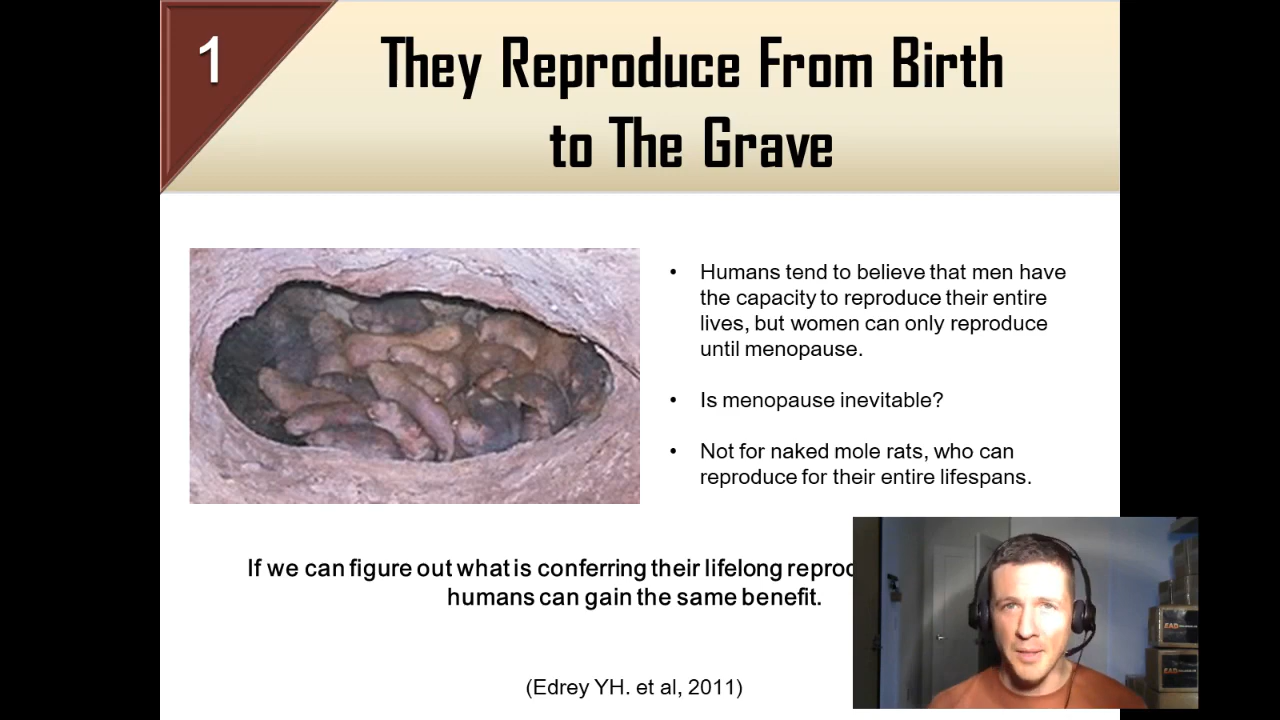 1
They Reproduce From Birth
to The Grave
• Humans tend to believe that men have
the capacity to reproduce their entire
lives, but women can only reproduce
until menopause.
• Is menopause inevitable?
• Not for naked mole rats, who can
reproduce for their entire lifespans.
If we can figure out what is conferring their lifelong
humans can gain the same benefit.
(Edrey YH. et al, 2011)
EAD
EAD